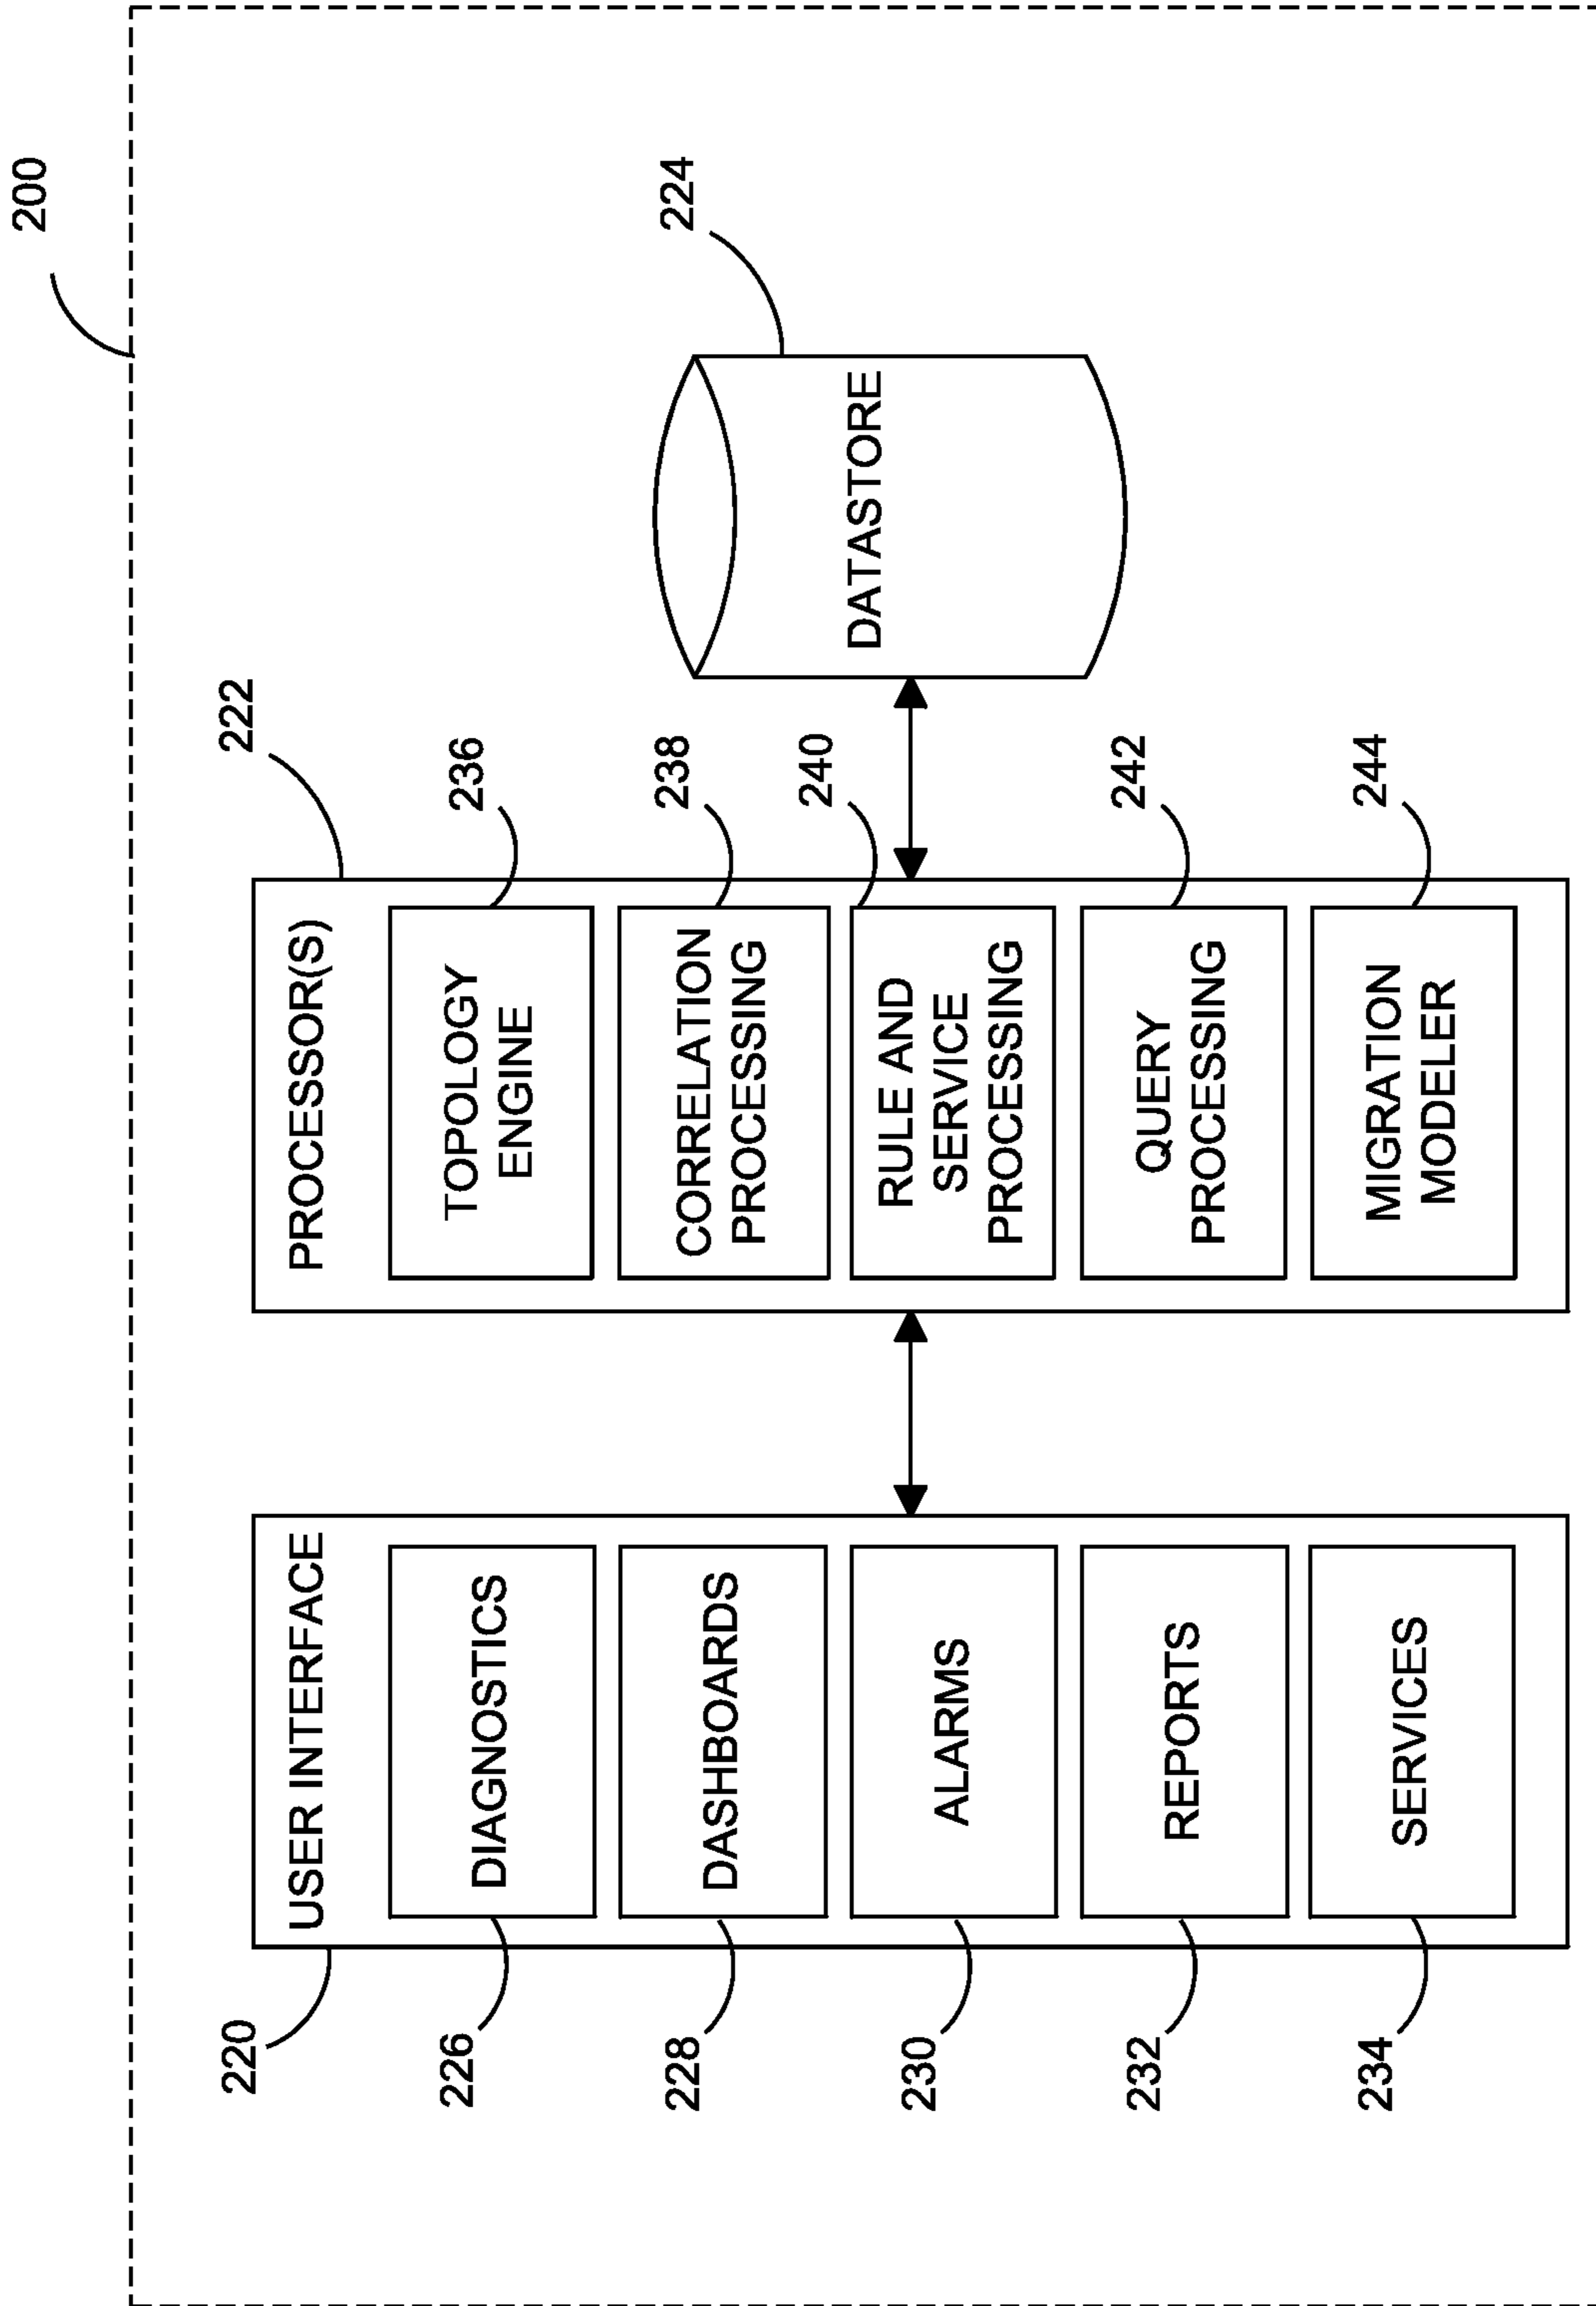 200
220
USER INTERFACE
226
DIAGNOSTICS
228
DASHBOARDS
230
ALARMS
232
REPORTS
234
SERVICES
222
PROCESSOR(S)
236
TOPOLOGY
ENGINE
238
CORRELATION
PROCESSING
240
RULE AND
SERVICE
PROCESSING
242
QUERY
PROCESSING
244
MIGRATION
MODELER
224
DATASTORE